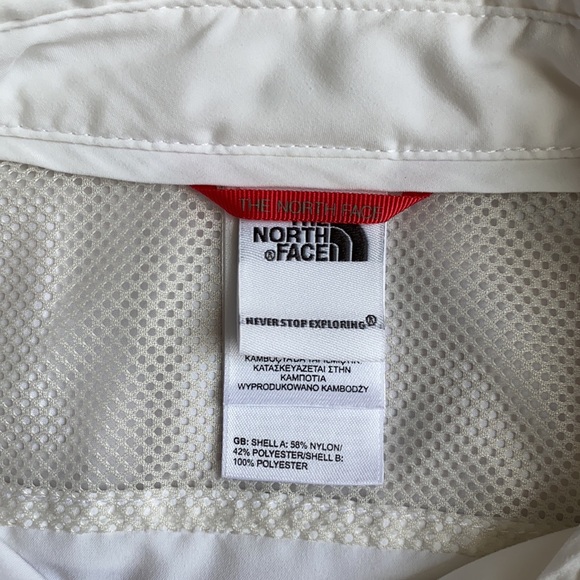 THE NORTH FACE
THE
NORTH
FACE
NEVER STOP EXPLORING®
ΚΑΤΑΣΚΕΥΑΖΕΤΑΙ ΣΤΗΝ
ΚΑΜΠΟΤΙΑ
WYPRODUKOWANO KAMBODŻY
GB: SHELL A: 58% NYLON/
42% POLYESTER/SHELL B:
100% POLYESTER